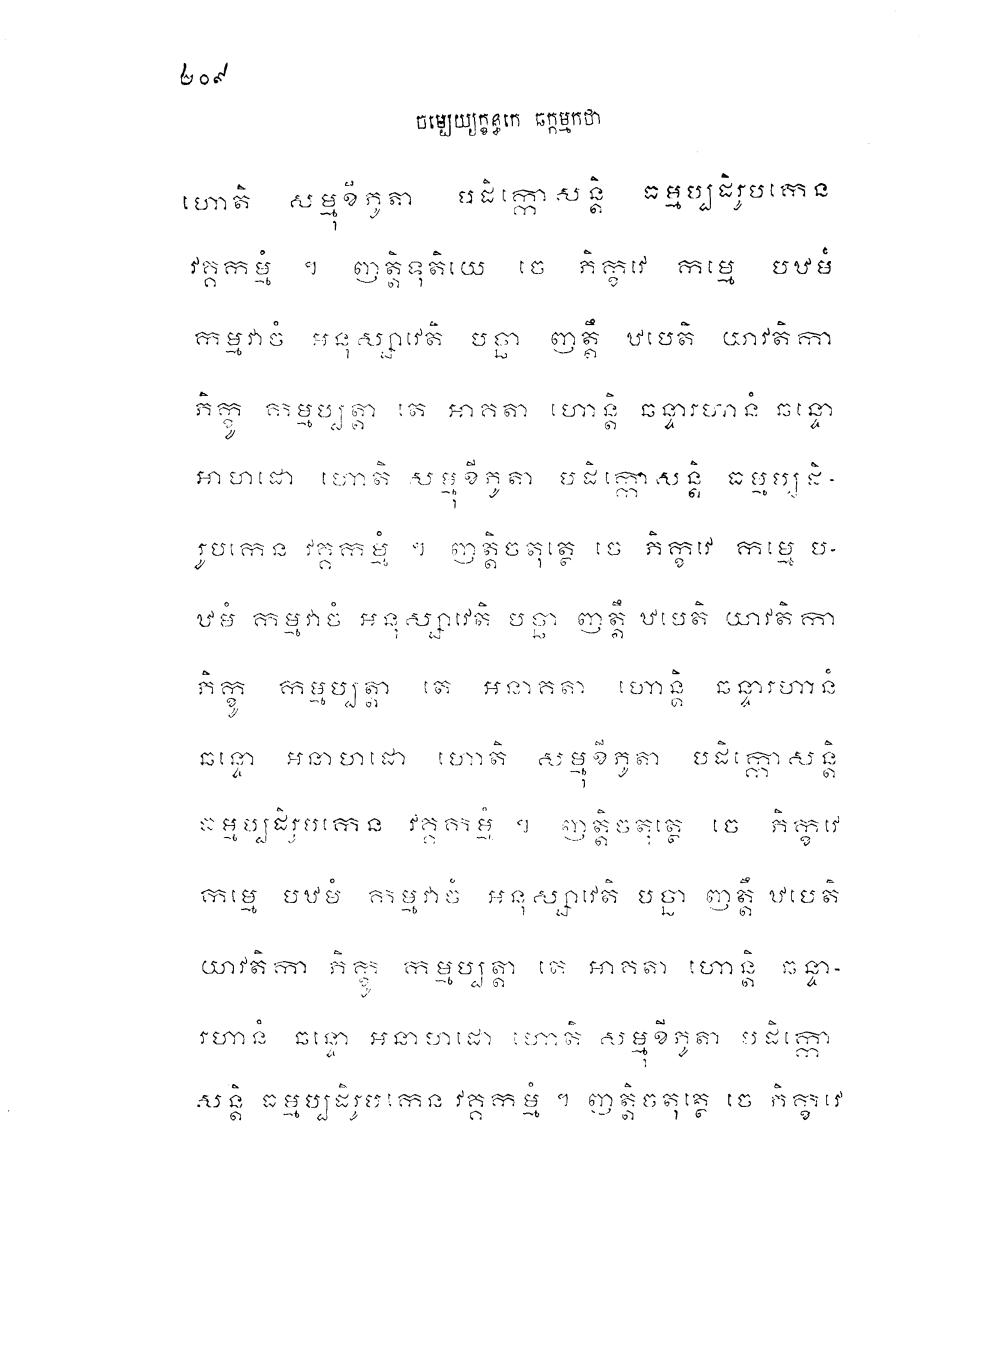 ២០៩
ចម្បេយ្យក្ខន្ធកេ ឆក្កម្មកថា
ហោតិ សម្មុខីភូតា បដិក្កោសន្តិ ធម្មប្បដិរូបកេន
វគ្គកម្មំ ។ ញត្តិទុតិយេ ចេ ភិក្ខវេ កម្មេ បឋមំ
កម្មវាចំ អនុស្សាវេតិ បច្ឆា ញត្តឹ ឋបេតិ យាវតិកា
ភិក្ខូ កម្មប្បត្តា តេ អាគតា ហោន្តិ ឆន្ទារហានំ ឆន្ទោ
អាហដោ ហោតិ សម្មុខីភូតា បដិក្កោសន្តិ ធម្មប្បដិ-
រូបកេន វគ្គកម្មំ ។ ញត្តិចតុត្ថេ ចេ ភិក្ខវេ កម្មេ ប-
ឋមំ កម្មវាចំ អនុស្សាវេតិ បច្ឆា ញត្តឹ ឋបេតិ យាវតិកា
ភិក្ខូ កម្មប្បត្តា តេ អនាគតា ហោន្តិ ឆន្ទារហានំ
ឆន្ទោ អនាហដោ ហោតិ សម្មុខីភូតា បដិក្កោសន្តិ
ធម្មប្បដិរូបកេន វគ្គកម្មំ ។ ញត្តិចតុត្ថេ ចេ ភិក្ខវេ
កម្មេ បឋមំ កម្មវាចំ អនុស្សាវេតិ បច្ឆា ញត្តឹ ឋបេតិ
យាវតិកា ភិក្ខូ កម្មប្បត្តា តេ អាគតា ហោន្តិ ឆន្ទា-
រហានំ ឆន្ទោ អនាហដោ ហោតិ សម្មុខីភូតា បដិក្កោ
សន្តិ ធម្មប្បដិរូបកេន វគ្គកម្មំ ។ ញត្តិចតុត្ថេ ចេ ភិក្ខវេ